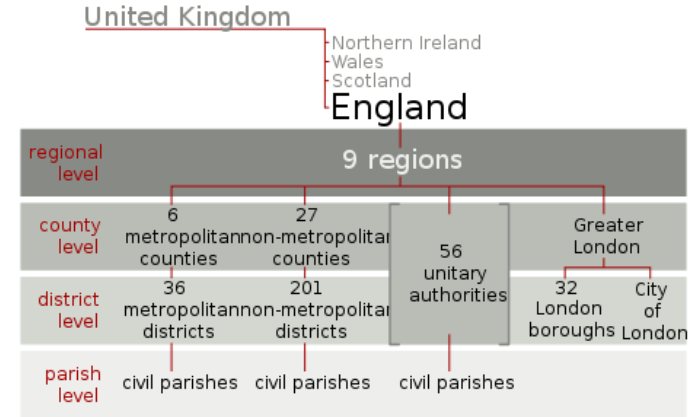 United Kingdom
Northern Ireland
Wales
Scotland
England
regional
level
9 regions
county
level
6
metropolitan
counties
27
non-metropolitan
counties
56
unitary
authorities
Greater
London
district
level
36
metropolitan
districts
201
non-metropolitan
districts
32
London
boroughs
City
of
London
parish
level
civil parishes
civil parishes
civil parishes